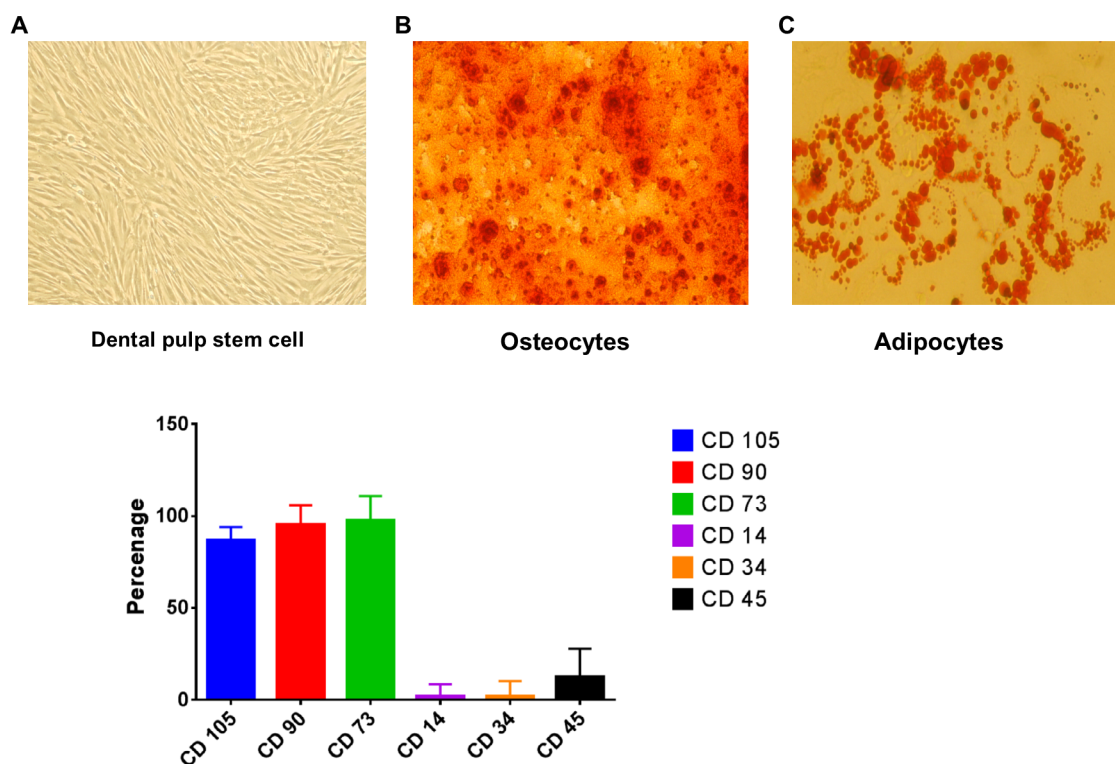 A
B
C
Dental pulp stem cell
Osteocytes
Adipocytes
150
100
50
0
Percenage
CD 105
CD 90
CD 73
CD 14
CD 34
CD 45
CD 105
CD 90
CD 73
CD 14
CD 34
CD 45